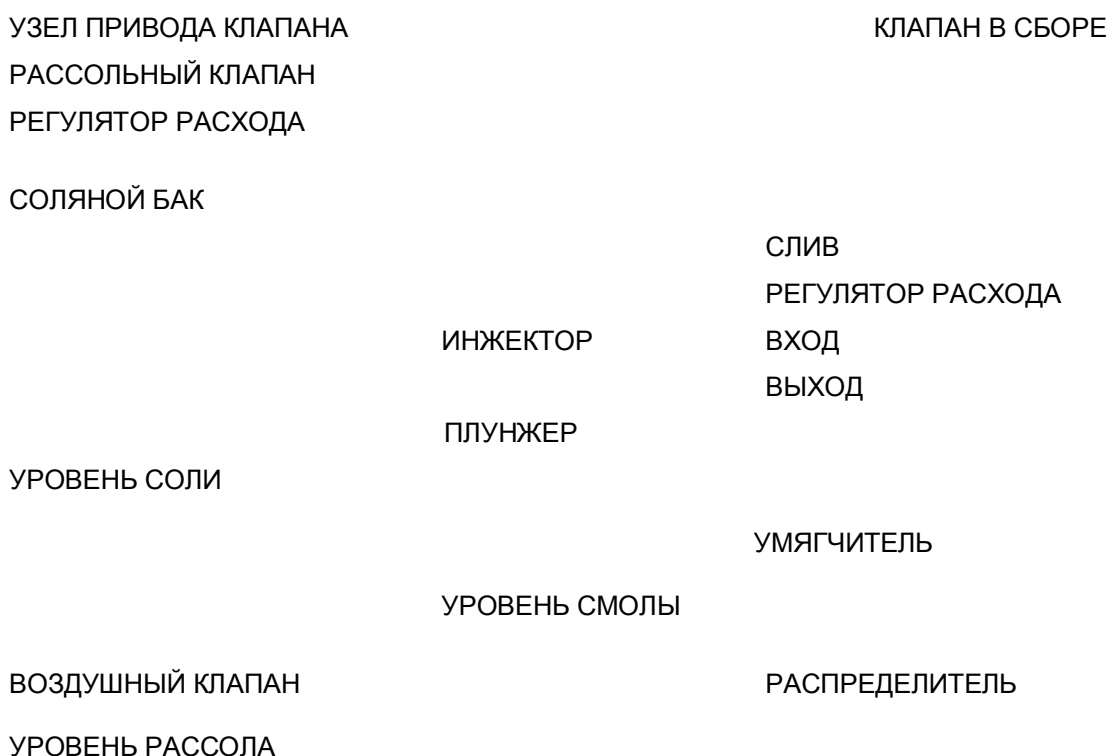 УЗЕЛ ПРИВОДА КЛАПАНА КЛАПАН В СБОРЕ
РАССОЛЬНЫЙ КЛАПАН
РЕГУЛЯТОР РАСХОДА
СОЛЯНОЙ БАК
СЛИВ
РЕГУЛЯТОР РАСХОДА
ИНЖЕКТОР ВХОД
ВЫХОД
ПЛУНЖЕР
УРОВЕНЬ СОЛИ
УМЯГЧИТЕЛЬ
УРОВЕНЬ СМОЛЫ
ВОЗДУШНЫЙ КЛАПАН РАСПРЕДЕЛИТЕЛЬ
УРОВЕНЬ РАССОЛА